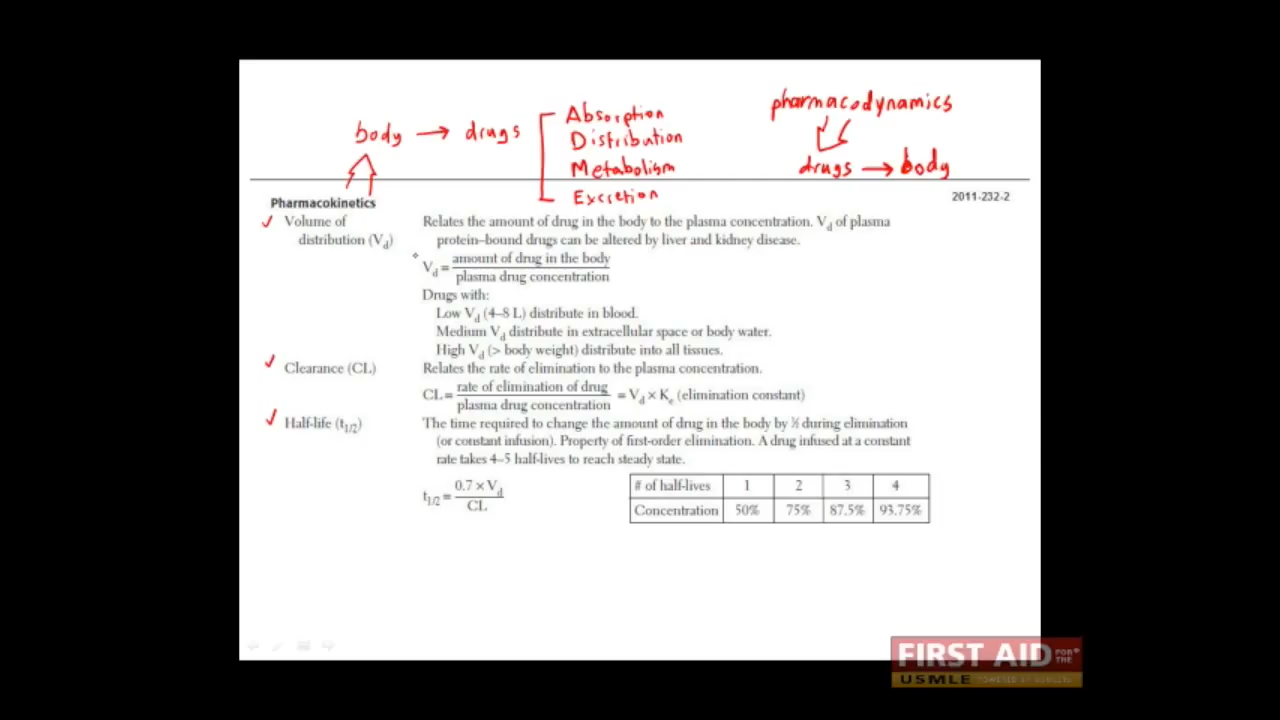 body → drugs
Absorption
Distribution
Metabolism
Excretion
pharmacodynamics
drugs → body
Pharmacokinetics
2011-232-2
Volume of distribution (Vd)
Relates the amount of drug in the body to the plasma concentration. Vd of plasma
protein–bound drugs can be altered by liver and kidney disease.
Vd = amount of drug in the body / plasma drug concentration
Drugs with:
Low Vd (4–8 L) distribute in blood.
Medium Vd distribute in extracellular space or body water.
High Vd (> body weight) distribute into all tissues.
Clearance (CL)
Relates the rate of elimination to the plasma concentration.
CL = rate of elimination of drug / plasma drug concentration = Vd × Ke (elimination constant)
Half-life (t1/2)
The time required to change the amount of drug in the body by ½ during elimination
(or constant infusion). Property of first-order elimination. A drug infused at a constant
rate takes 4–5 half-lives to reach steady state.
t1/2 = 0.7 × Vd / CL
# of half-lives 1 2 3 4
Concentration 50% 75% 87.5% 93.75%
FIRST AID FOR THE®
USMLE